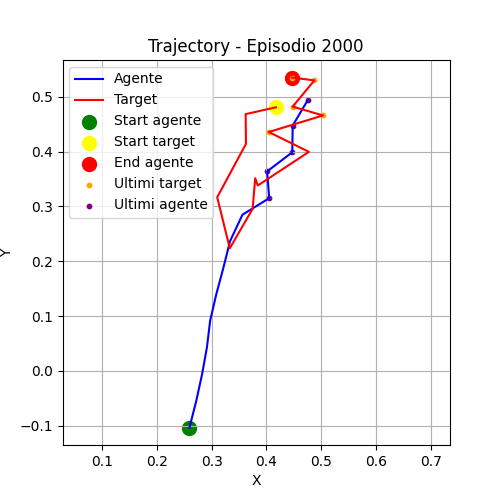 Trajectory - Episodio 2000
Agente
Target
Start agente
Start target
End agente
Ultimi target
Ultimi agente
Y
0.5
0.4
0.3
0.2
0.1
0.0
−0.1
0.1 0.2 0.3 0.4 0.5 0.6 0.7
X